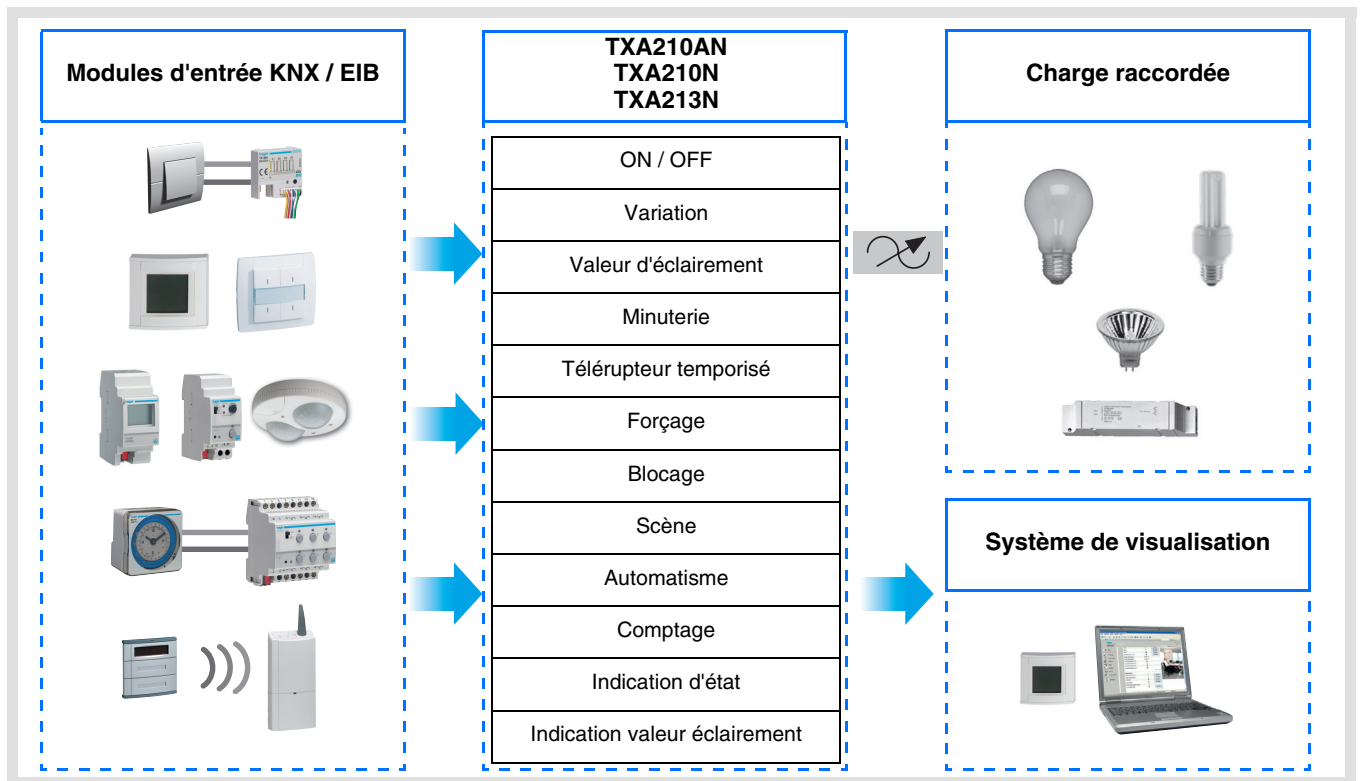 Modules d'entrée KNX / EIB
TXA210AN
TXA210N
TXA213N
ON / OFF
Variation
Valeur d'éclairement
Minuterie
Télérupteur temporisé
Forçage
Blocage
Scène
Automatisme
Comptage
Indication d'état
Indication valeur éclairement
Charge raccordée
Système de visualisation